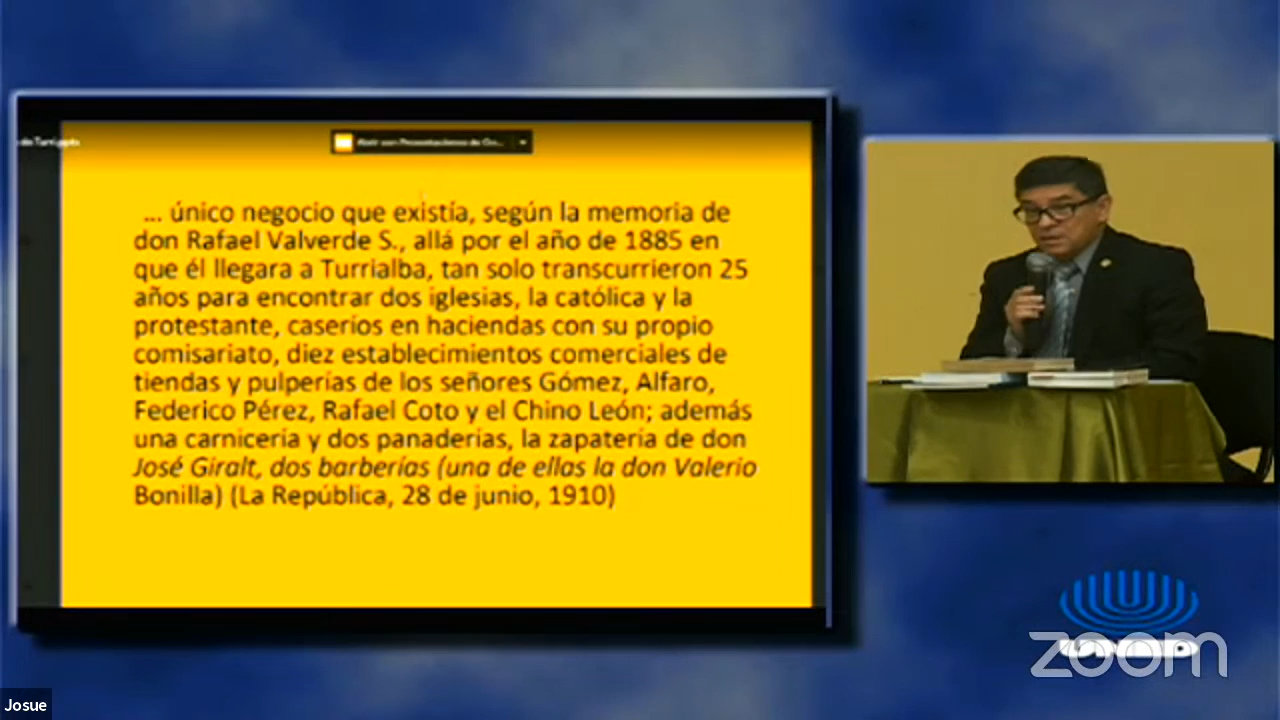 ... único negocio que existía, según la memoria de
don Rafael Valverde S., allá por el año de 1885 en
que él llegara a Turrialba, tan solo transcurrieron 25
años para encontrar dos iglesias, la católica y la
protestante, caseríos en haciendas con su propio
comisariato, diez establecimientos comerciales de
tiendas y pulperías de los señores Gómez, Alfaro,
Federico Pérez, Rafael Coto y el Chino León; además
una carnicería y dos panaderías, la zapatería de don
José Giralt, dos barberías (una de ellas la don Valerio
Bonilla) (La República, 28 de junio, 1910)
zoom
Josue